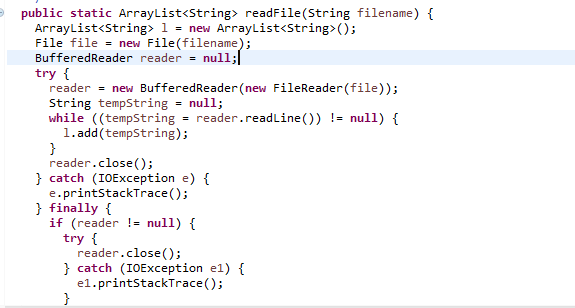 public static ArrayList<String> readFile(String filename) {
ArrayList<String> l = new ArrayList<String>();
File file = new File(filename);
BufferedReader reader = null;
try {
reader = new BufferedReader(new FileReader(file));
String tempString = null;
while ((tempString = reader.readLine()) != null) {
l.add(tempString);
}
reader.close();
} catch (IOException e) {
e.printStackTrace();
} finally {
if (reader != null) {
try {
reader.close();
} catch (IOException e1) {
e1.printStackTrace();
}